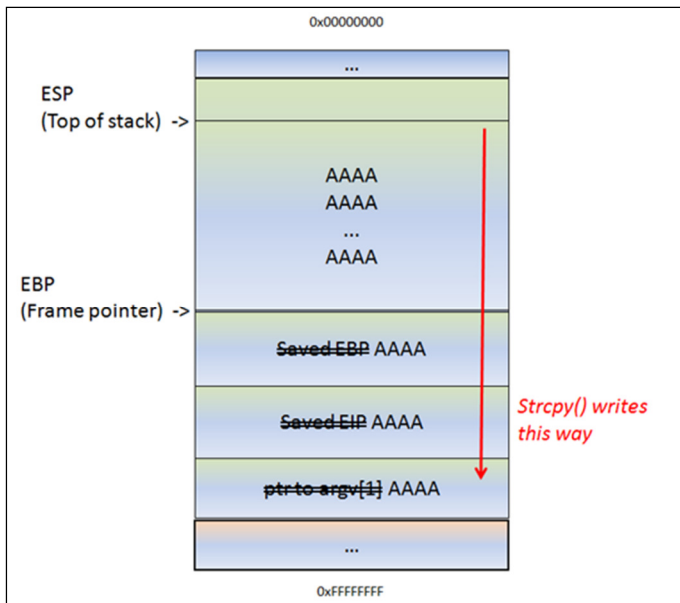 0x00000000
...
ESP
(Top of stack) ->
AAAA
AAAA
...
AAAA
EBP
(Frame pointer) ->
Saved EBP AAAA
Saved EIP AAAA
Strcpy() writes
this way
ptr to argv[1] AAAA
...
0xFFFFFFFF